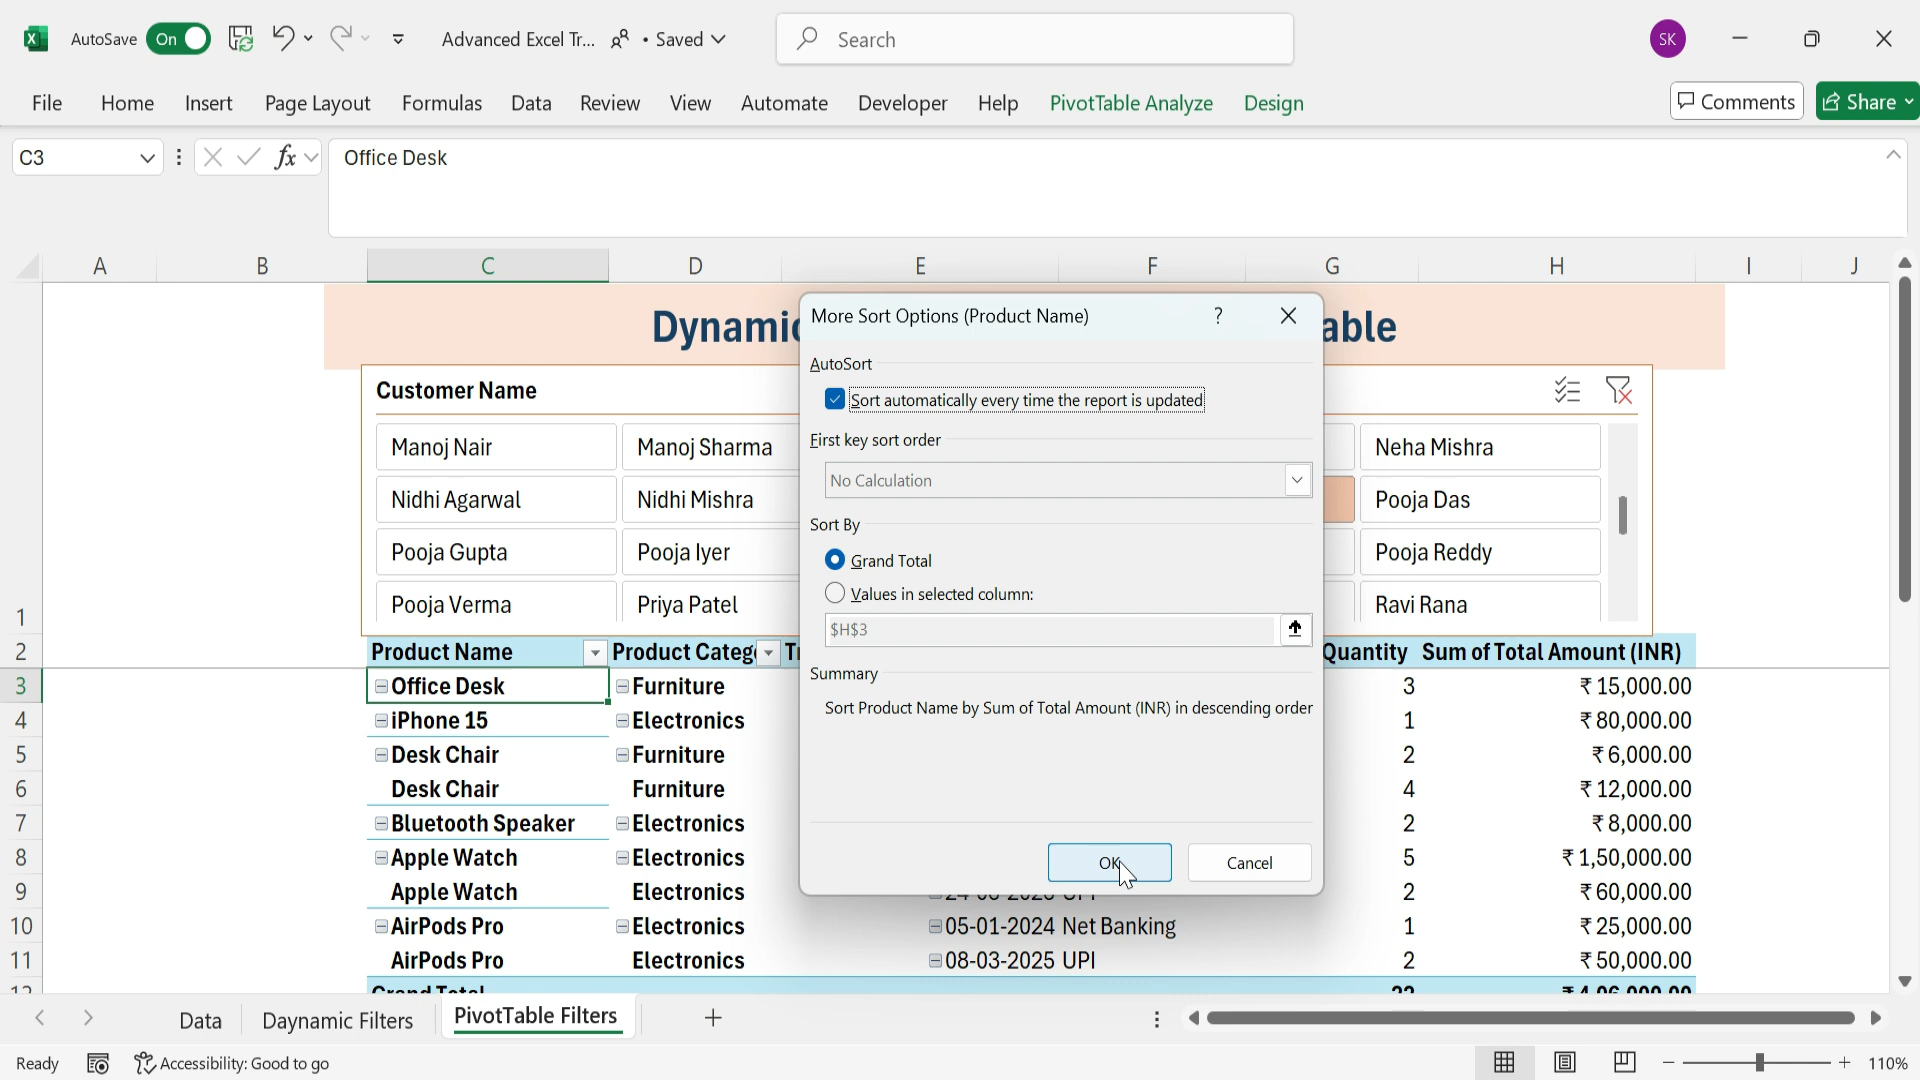 AutoSave On Advanced Excel Tr... • Saved Search SK
File Home Insert Page Layout Formulas Data Review View Automate Developer Help PivotTable Analyze Design Comments Share
C3 fx Office Desk
A B C D E F G H I J
Dynamic
able
Customer Name
Manoj Nair Manoj Sharma Neha Mishra
Nidhi Agarwal Nidhi Mishra Pooja Das
Pooja Gupta Pooja Iyer Pooja Reddy
Pooja Verma Priya Patel Ravi Rana
1
More Sort Options (Product Name) ?
AutoSort
Sort automatically every time the report is updated
First key sort order
No Calculation
Sort By
Grand Total
Values in selected column:
$H$3
Summary
Sort Product Name by Sum of Total Amount (INR) in descending order
OK Cancel
2 Product Name Product Categ Quantity Sum of Total Amount (INR)
3 Office Desk Furniture 3 ₹ 15,000.00
4 iPhone 15 Electronics 1 ₹ 80,000.00
5 Desk Chair Furniture 2 ₹ 6,000.00
6 Desk Chair Furniture 4 ₹ 12,000.00
7 Bluetooth Speaker Electronics 2 ₹ 8,000.00
8 Apple Watch Electronics 5 ₹ 1,50,000.00
9 Apple Watch Electronics UPI 2 ₹ 60,000.00
10 AirPods Pro Electronics 05-01-2024 Net Banking 1 ₹ 25,000.00
11 AirPods Pro Electronics 08-03-2025 UPI 2 ₹ 50,000.00
12 Grand Total 22
Data Daynamic Filters PivotTable Filters
Ready Accessibility: Good to go 110%